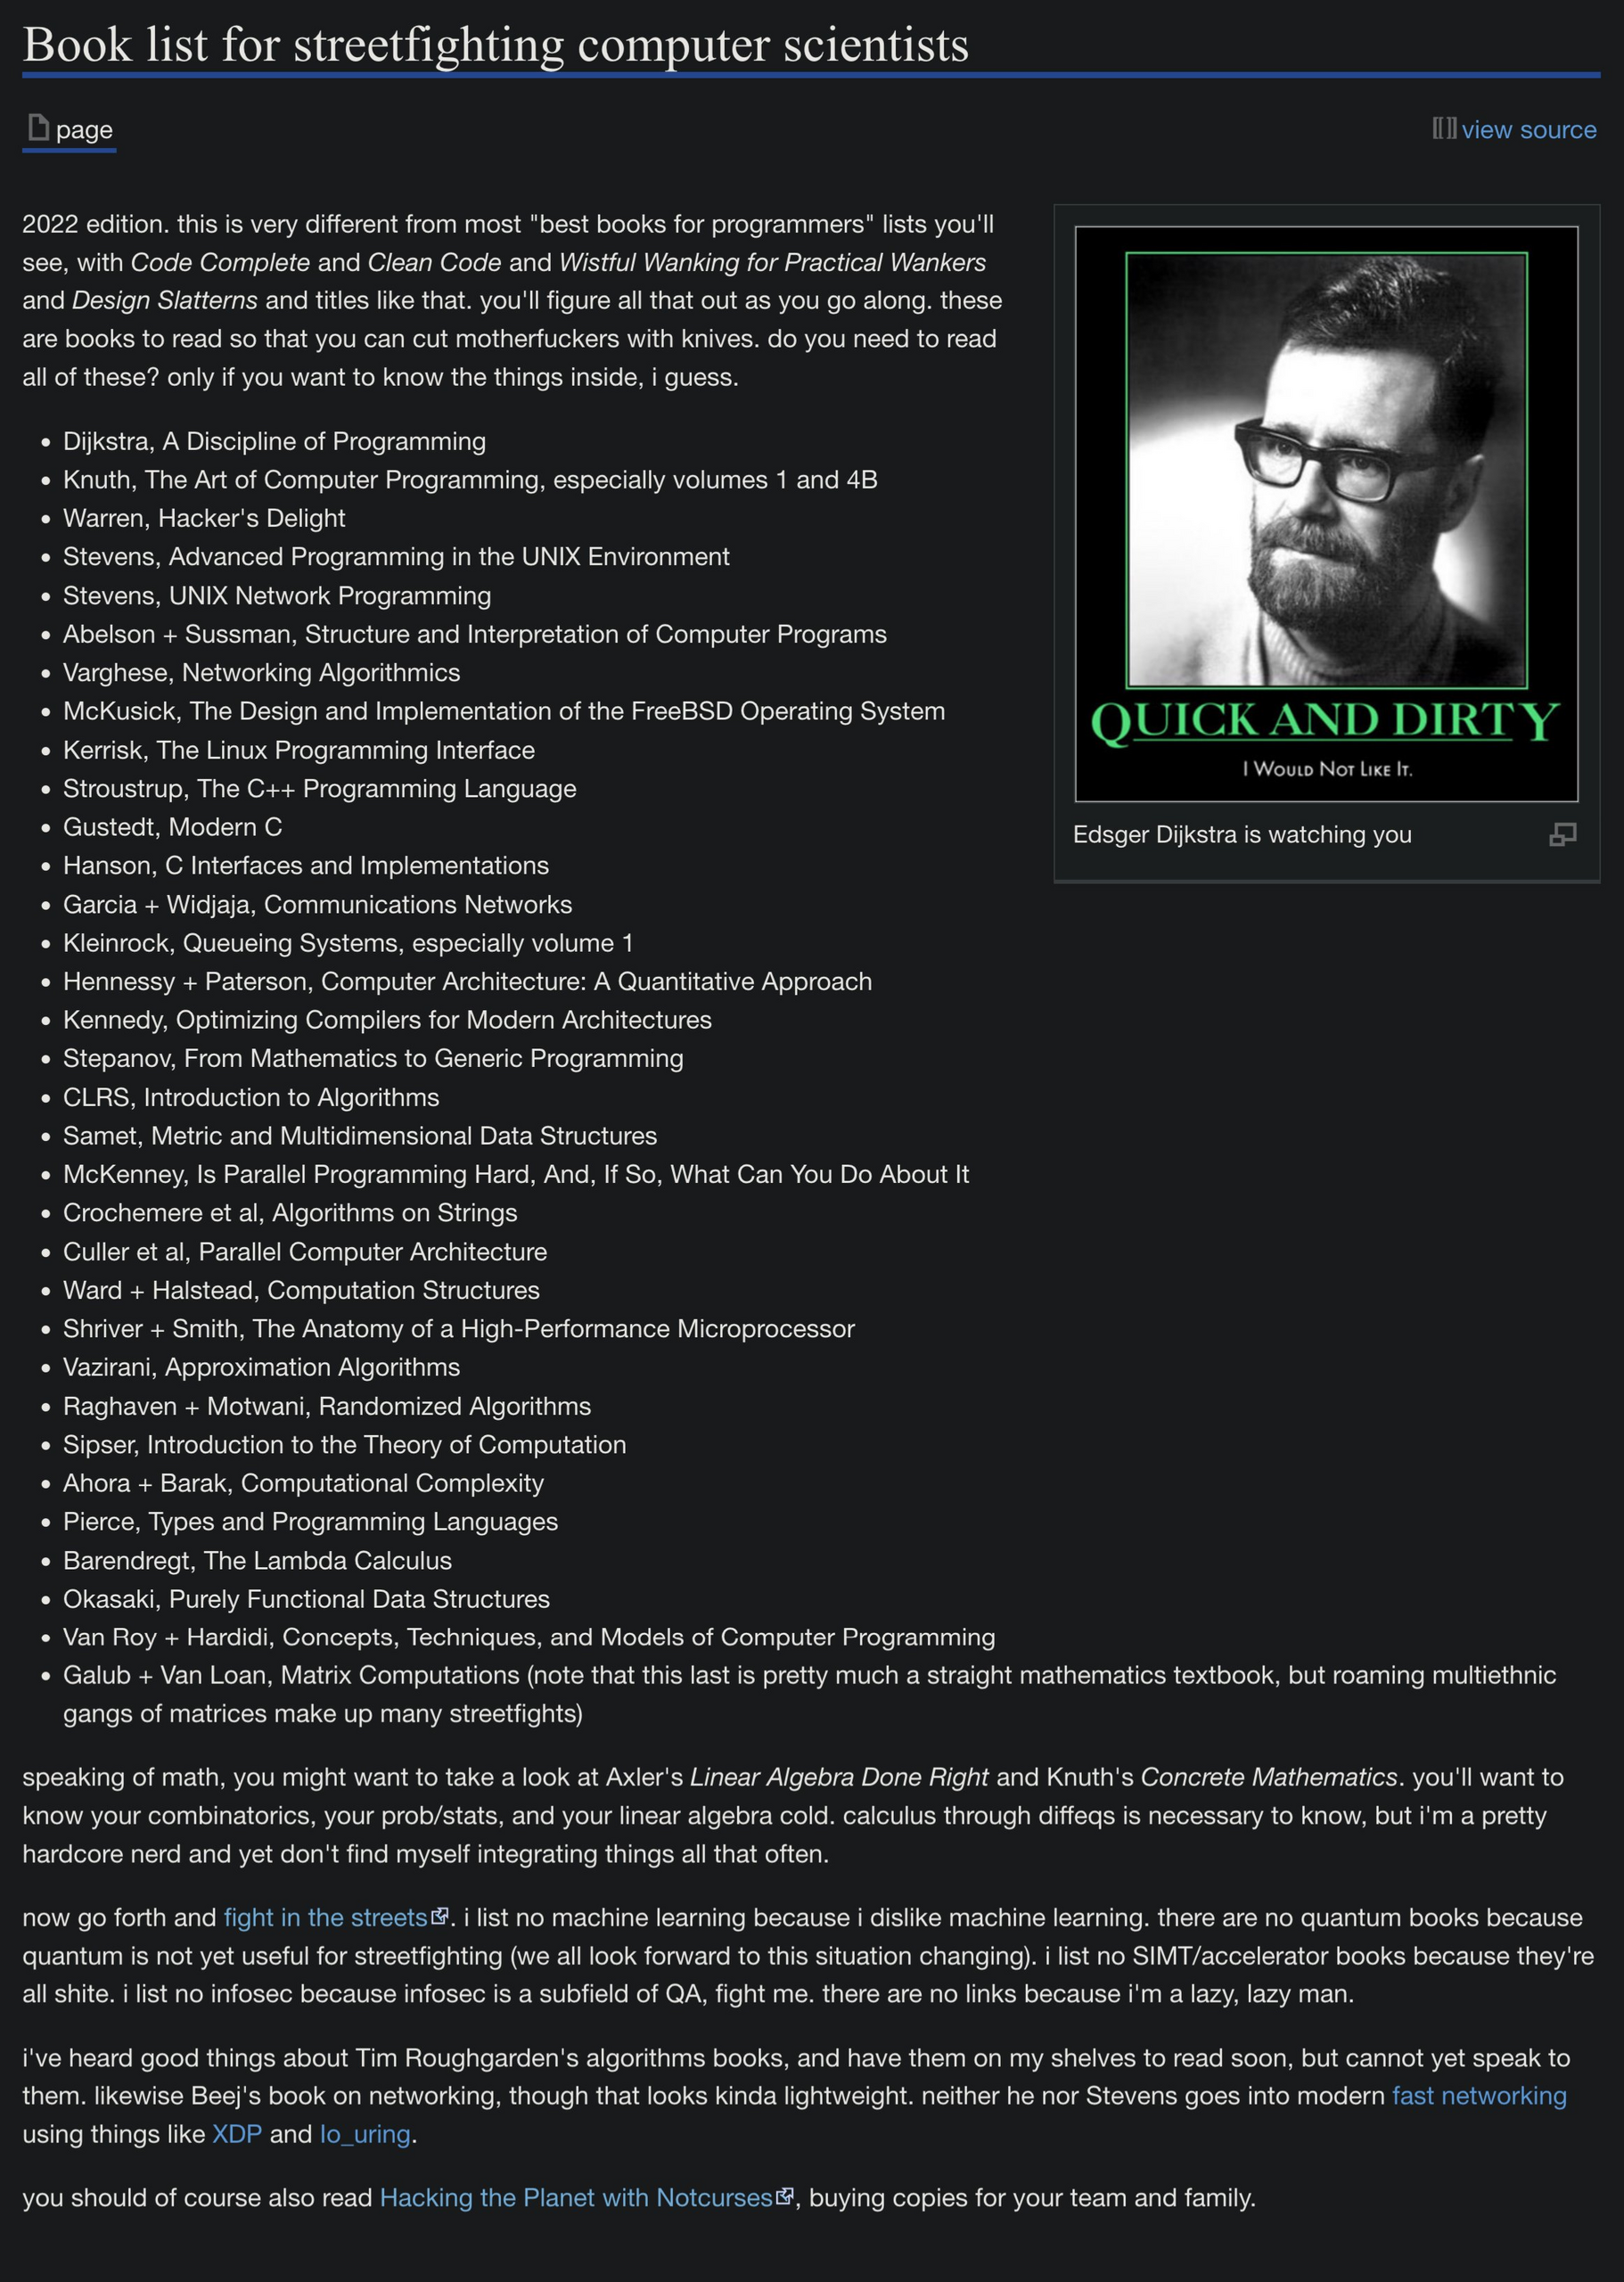 Book list for streetfighting computer scientists
page
view source
2022 edition. this is very different from most "best books for programmers" lists you'll
see, with Code Complete and Clean Code and Wistful Wanking for Practical Wankers
and Design Slatterns and titles like that. you'll figure all that out as you go along. these
are books to read so that you can cut motherfuckers with knives. do you need to read
all of these? only if you want to know the things inside, i guess.
• Dijkstra, A Discipline of Programming
• Knuth, The Art of Computer Programming, especially volumes 1 and 4B
• Warren, Hacker's Delight
• Stevens, Advanced Programming in the UNIX Environment
• Stevens, UNIX Network Programming
• Abelson + Sussman, Structure and Interpretation of Computer Programs
• Varghese, Networking Algorithmics
• McKusick, The Design and Implementation of the FreeBSD Operating System
• Kerrisk, The Linux Programming Interface
• Stroustrup, The C++ Programming Language
• Gustedt, Modern C
• Hanson, C Interfaces and Implementations
• Garcia + Widjaja, Communications Networks
• Kleinrock, Queueing Systems, especially volume 1
• Hennessy + Paterson, Computer Architecture: A Quantitative Approach
• Kennedy, Optimizing Compilers for Modern Architectures
• Stepanov, From Mathematics to Generic Programming
• CLRS, Introduction to Algorithms
• Samet, Metric and Multidimensional Data Structures
• McKenney, Is Parallel Programming Hard, And, If So, What Can You Do About It
• Crochemere et al, Algorithms on Strings
• Culler et al, Parallel Computer Architecture
• Ward + Halstead, Computation Structures
• Shriver + Smith, The Anatomy of a High-Performance Microprocessor
• Vazirani, Approximation Algorithms
• Raghaven + Motwani, Randomized Algorithms
• Sipser, Introduction to the Theory of Computation
• Ahora + Barak, Computational Complexity
• Pierce, Types and Programming Languages
• Barendregt, The Lambda Calculus
• Okasaki, Purely Functional Data Structures
• Van Roy + Hardidi, Concepts, Techniques, and Models of Computer Programming
• Galub + Van Loan, Matrix Computations (note that this last is pretty much a straight mathematics textbook, but roaming multiethnic
gangs of matrices make up many streetfights)
QUICK AND DIRTY
I WOULD NOT LIKE IT.
Edsger Dijkstra is watching you
speaking of math, you might want to take a look at Axler's Linear Algebra Done Right and Knuth's Concrete Mathematics. you'll want to
know your combinatorics, your prob/stats, and your linear algebra cold. calculus through diffeqs is necessary to know, but i'm a pretty
hardcore nerd and yet don't find myself integrating things all that often.
now go forth and fight in the streets. i list no machine learning because i dislike machine learning. there are no quantum books because
quantum is not yet useful for streetfighting (we all look forward to this situation changing). i list no SIMT/accelerator books because they're
all shite. i list no infosec because infosec is a subfield of QA, fight me. there are no links because i'm a lazy, lazy man.
i've heard good things about Tim Roughgarden's algorithms books, and have them on my shelves to read soon, but cannot yet speak to
them. likewise Beej's book on networking, though that looks kinda lightweight. neither he nor Stevens goes into modern fast networking
using things like XDP and Io_uring.
you should of course also read Hacking the Planet with Notcurses, buying copies for your team and family.